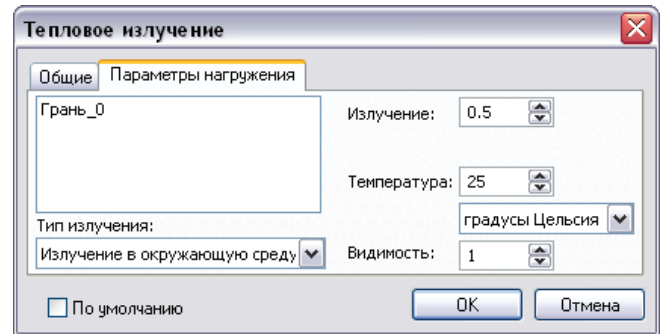 Тепловое излучение
Общие
Параметры нагружения
Грань_0
Излучение:
0.5
Температура:
25
градусы Цельсия
Тип излучения:
Излучение в окружающую среду
Видимость:
1
По умолчанию
OK
Отмена